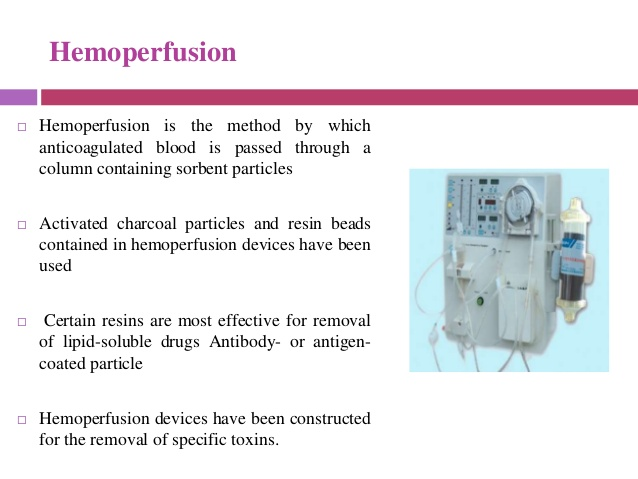 Hemoperfusion
Hemoperfusion is the method by which
anticoagulated blood is passed through a
column containing sorbent particles
Activated charcoal particles and resin beads
contained in hemoperfusion devices have been
used
Certain resins are most effective for removal
of lipid-soluble drugs Antibody- or antigen-
coated particle
Hemoperfusion devices have been constructed
for the removal of specific toxins.